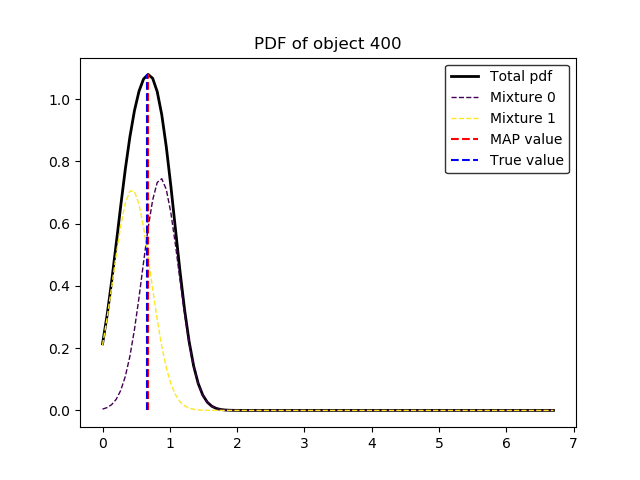 PDF of object 400
Total pdf
Mixture 0
Mixture 1
MAP value
True value
1.0
0.8
0.6
0.4
0.2
0.0
0 1 2 3 4 5 6 7